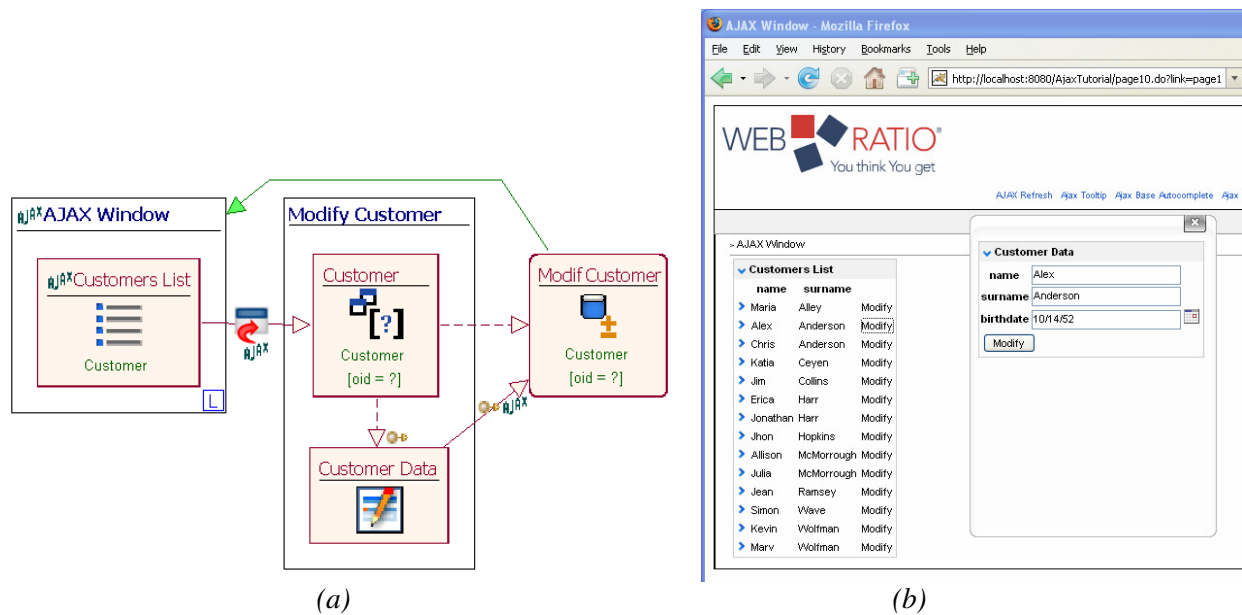 AJAX AJAX Window
AJAX Customers List
Customer
L
AJAX
Modify Customer
Customer
[?]
Customer
[oid = ?]
Customer Data
AJAX
Modif Customer
Customer
[oid = ?]
(a)
AJAX Window - Mozilla Firefox
File Edit View History Bookmarks Tools Help
http://localhost:8080/AjaxTutorial/page10.do?link=page1
WEB RATIO®
You think You get
AJAX Refresh Ajax Tooltip Ajax Base Autocomplete Ajax
» AJAX Window
Customers List
name surname
Maria Alley Modify
Alex Anderson Modify
Chris Anderson Modify
Katia Ceyen Modify
Jim Collins Modify
Erica Harr Modify
Jonathan Harr Modify
Jhon Hopkins Modify
Allison McMorrough Modify
Julia McMorrough Modify
Jean Ramsey Modify
Simon Wave Modify
Kevin Wolfman Modify
Mary Wolfman Modify
x
Customer Data
name Alex
surname Anderson
birthdate 10/14/52
Modify
(b)